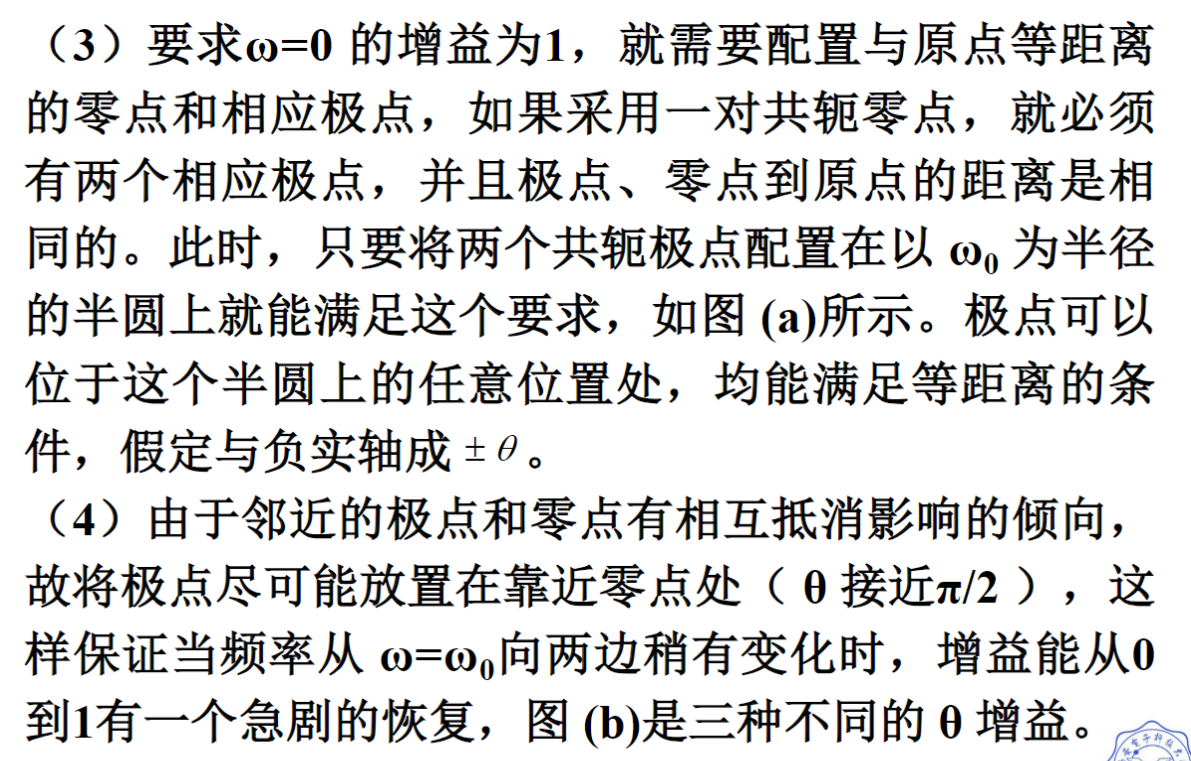 （3）要求ω=0 的增益为1，就需要配置与原点等距离
的零点和相应极点，如果采用一对共轭零点，就必须
有两个相应极点，并且极点、零点到原点的距离是相
同的。此时，只要将两个共轭极点配置在以 ω₀ 为半径
的半圆上就能满足这个要求，如图 (a)所示。极点可以
位于这个半圆上的任意位置处，均能满足等距离的条
件，假定与负实轴成 ± θ 。
（4）由于邻近的极点和零点有相互抵消影响的倾向，
故将极点尽可能放置在靠近零点处（ θ 接近π/2 ），这
样保证当频率从 ω=ω₀向两边稍有变化时，增益能从0
到1有一个急剧的恢复，图 (b)是三种不同的 θ 增益。